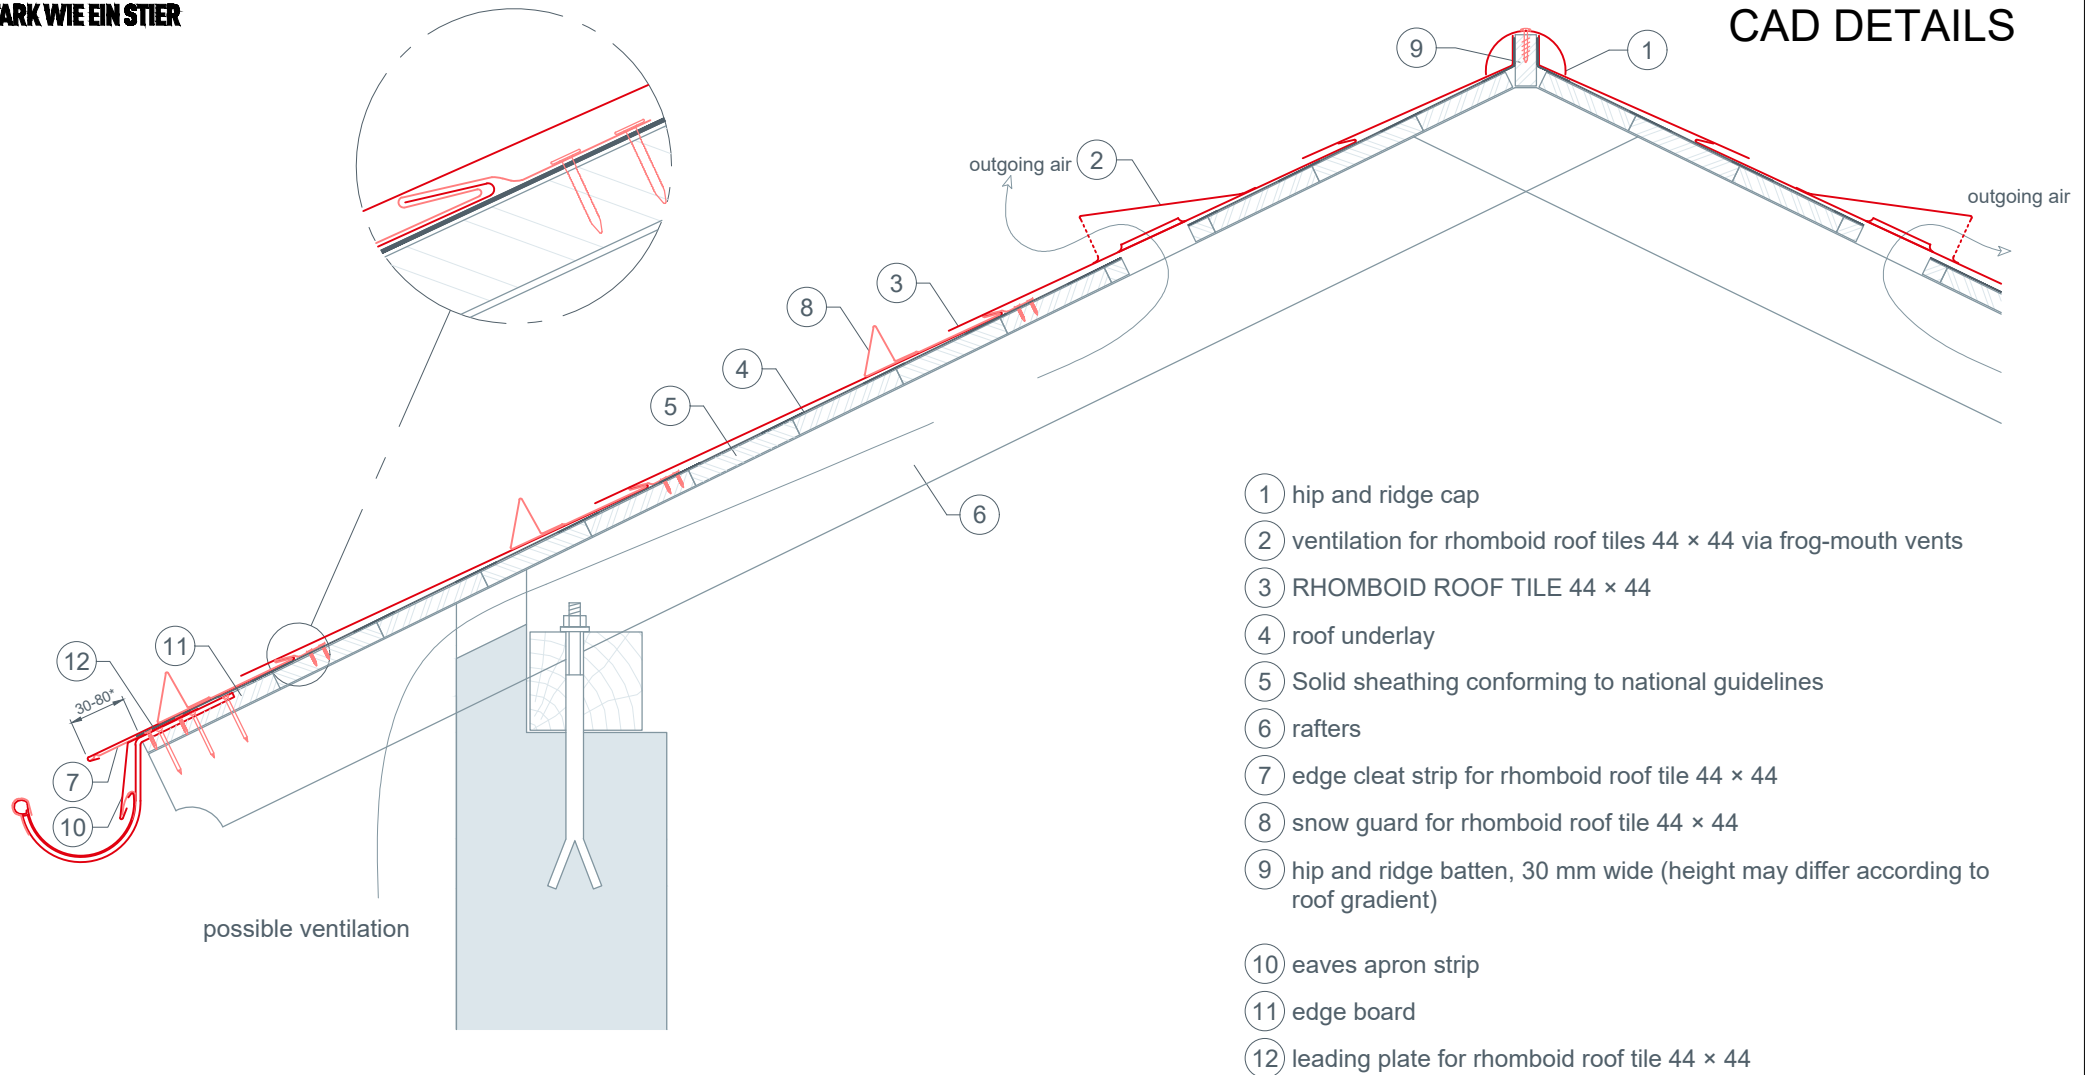 ARK WIE EIN STIER
CAD DETAILS
9
1
outgoing air
2
outgoing air
3
8
4
5
6
11
12
30-80*
7
10
possible ventilation
1 hip and ridge cap
2 ventilation for rhomboid roof tiles 44 × 44 via frog-mouth vents
3 RHOMBOID ROOF TILE 44 × 44
4 roof underlay
5 Solid sheathing conforming to national guidelines
6 rafters
7 edge cleat strip for rhomboid roof tile 44 × 44
8 snow guard for rhomboid roof tile 44 × 44
9 hip and ridge batten, 30 mm wide (height may differ according to
roof gradient)
10 eaves apron strip
11 edge board
12 leading plate for rhomboid roof tile 44 × 44